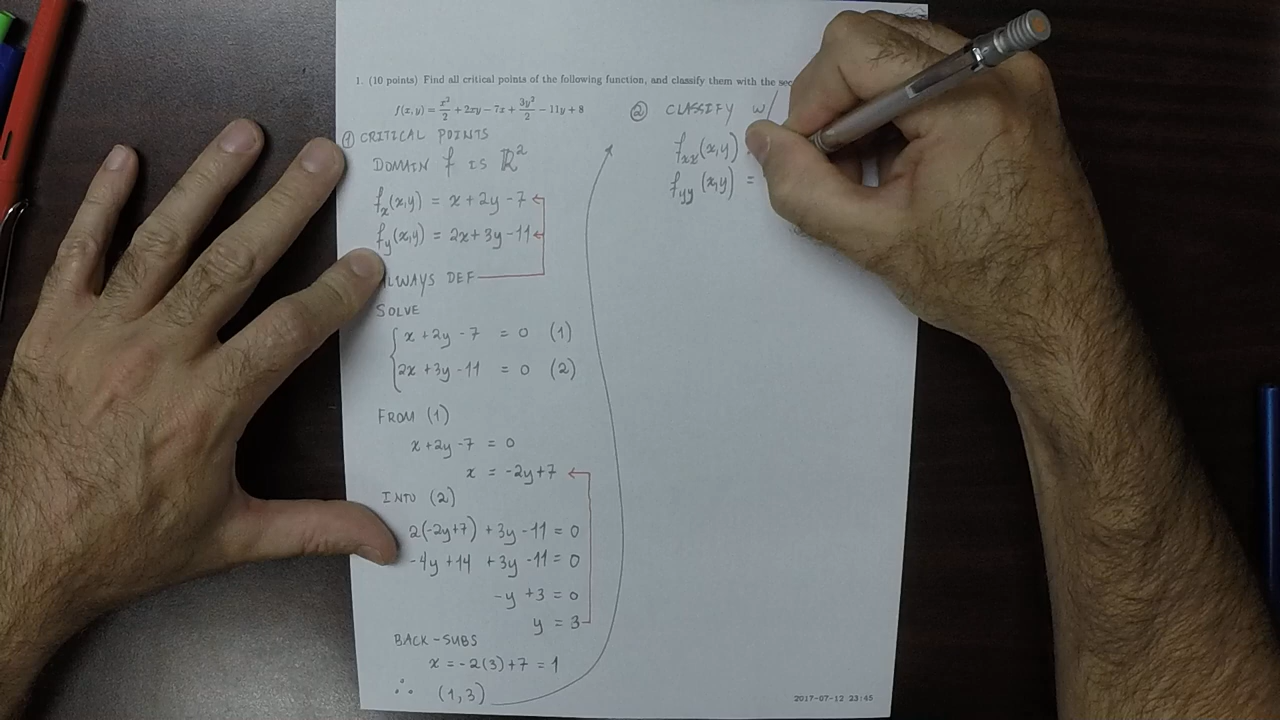 1. (10 points) Find all critical points of the following function, and classify them with the sec
f(x, y) = x²/2 + 2xy − 7x + 3y²/2 − 11y + 8
① CRITICAL POINTS
DOMAIN f IS ℝ²
fₓ(x,y) = x + 2y - 7
f_y(x,y) = 2x + 3y - 11
ALWAYS DEF
SOLVE
x + 2y - 7 = 0 (1)
2x + 3y - 11 = 0 (2)
FROM (1)
x + 2y - 7 = 0
x = -2y + 7
INTO (2)
2(-2y+7) + 3y - 11 = 0
-4y + 14 + 3y - 11 = 0
-y + 3 = 0
y = 3
BACK-SUBS
x = -2(3) + 7 = 1
∴ (1,3)
② CLASSIFY W/
f_xx(x,y)
f_yy(x,y) =
2017-07-12 23:45